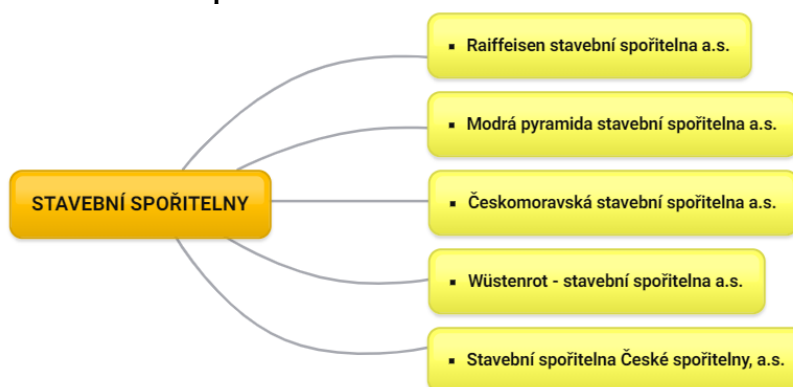 STAVEBNÍ SPOŘITELNY
▪ Raiffeisen stavební spořitelna a.s.
▪ Modrá pyramida stavební spořitelna a.s.
▪ Českomoravská stavební spořitelna a.s.
▪ Wüstenrot - stavební spořitelna a.s.
▪ Stavební spořitelna České spořitelny, a.s.